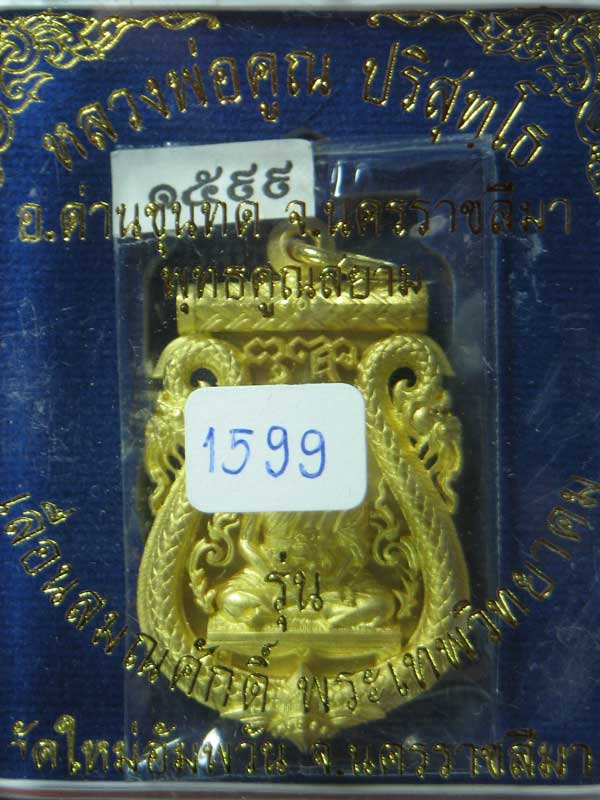 หลวงพ่อคูณ ปริสุทฺโธ
๑๕๙๙
อ.ด่านขุนทด จ.นครราชสีมา
พุทธคูณสยาม
1599
รุ่น
เลื่อนสมณศักดิ์ พระเทพวิทยาคม
วัดใหม่อัมพวัน จ.นครราชสีมา